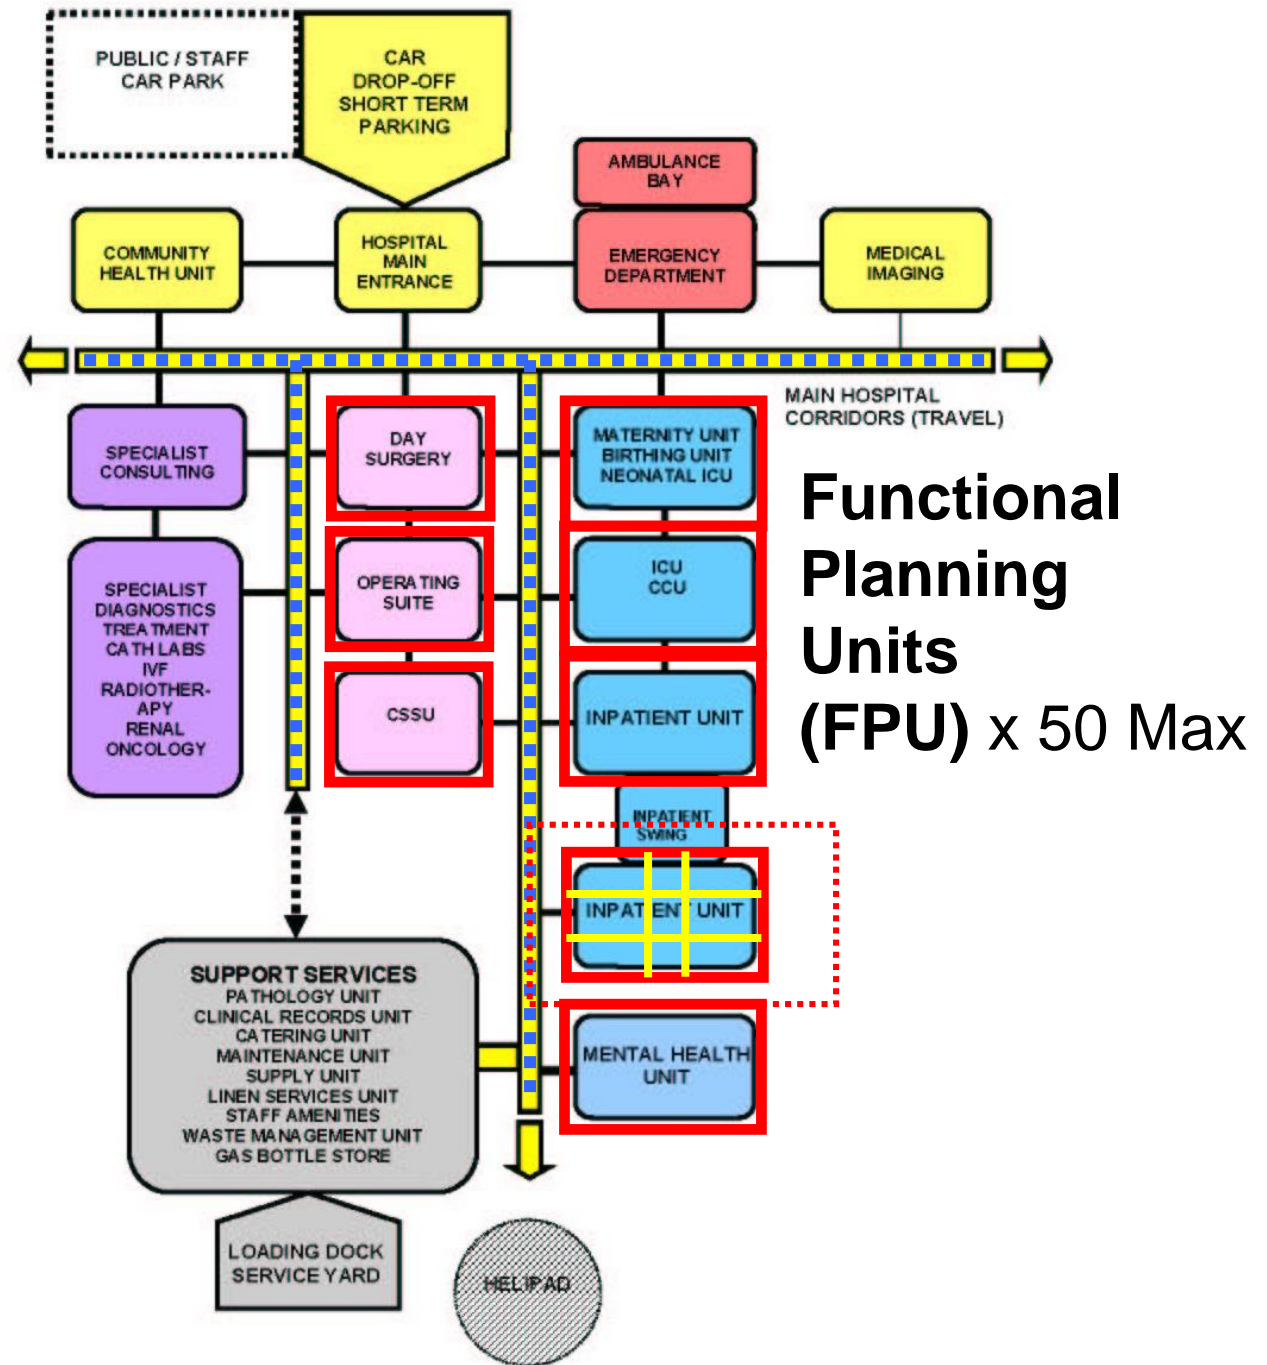 PUBLIC / STAFF
CAR PARK
CAR
DROP-OFF
SHORT TERM
PARKING
AMBULANCE
BAY
COMMUNITY
HEALTH UNIT
HOSPITAL
MAIN
ENTRANCE
EMERGENCY
DEPARTMENT
MEDICAL
IMAGING
MAIN HOSPITAL
CORRIDORS (TRAVEL)
SPECIALIST
CONSULTING
DAY
SURGERY
MATERNITY UNIT
BIRTHING UNIT
NEONATAL ICU
Functional
Planning
Units
(FPU) x 50 Max
SPECIALIST
DIAGNOSTICS
TREATMENT
CATH LABS
IVF
RADIOTHER-
APY
RENAL
ONCOLOGY
OPERATING
SUITE
ICU
CCU
CSSU
INPATIENT UNIT
INPATIENT
SWING
INPATIENT UNIT
SUPPORT SERVICES
PATHOLOGY UNIT
CLINICAL RECORDS UNIT
CATERING UNIT
MAINTENANCE UNIT
SUPPLY UNIT
LINEN SERVICES UNIT
STAFF AMENITIES
WASTE MANAGEMENT UNIT
GAS BOTTLE STORE
MENTAL HEALTH
UNIT
LOADING DOCK
SERVICE YARD
HELIPAD